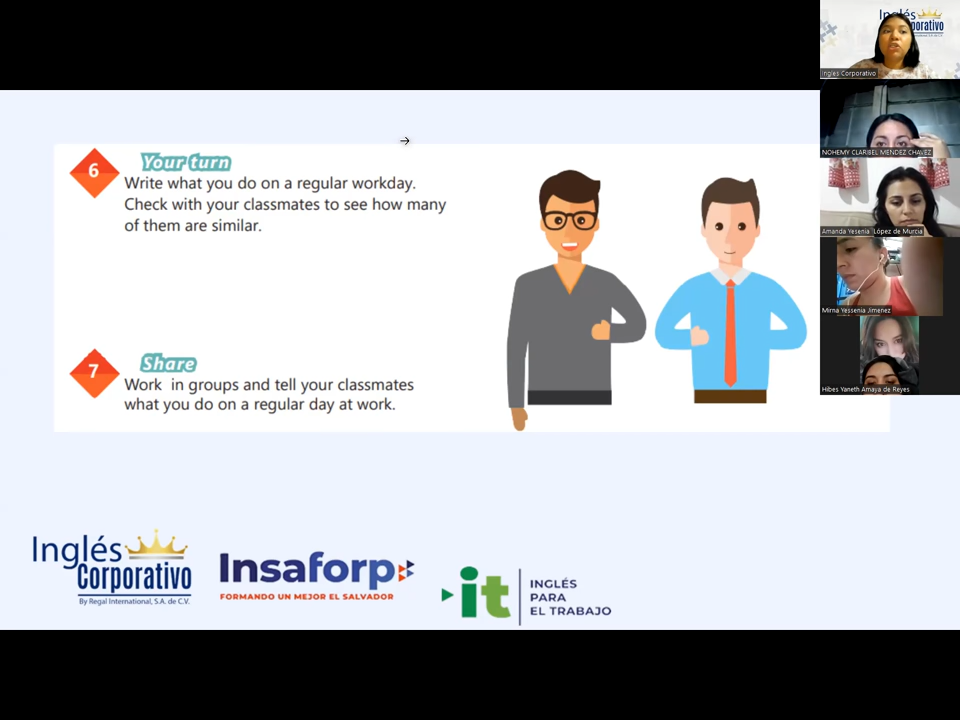 6
Your turn
Write what you do on a regular workday.
Check with your classmates to see how many
of them are similar.
7
Share
Work in groups and tell your classmates
what you do on a regular day at work.
Inglés
Corporativo
By Regal International, S.A. de C.V.
Insaforp
FORMANDO UN MEJOR EL SALVADOR
it
INGLÉS
PARA
EL TRABAJO
Inglés
Corporativo
Ingles Corporativo
NOHEMY CLARIBEL MENDEZ CHAVEZ
Amanda Yesenia López de Murcia
Mirna Yessenia Jimenez
Hibes Yaneth Amaya de Reyes